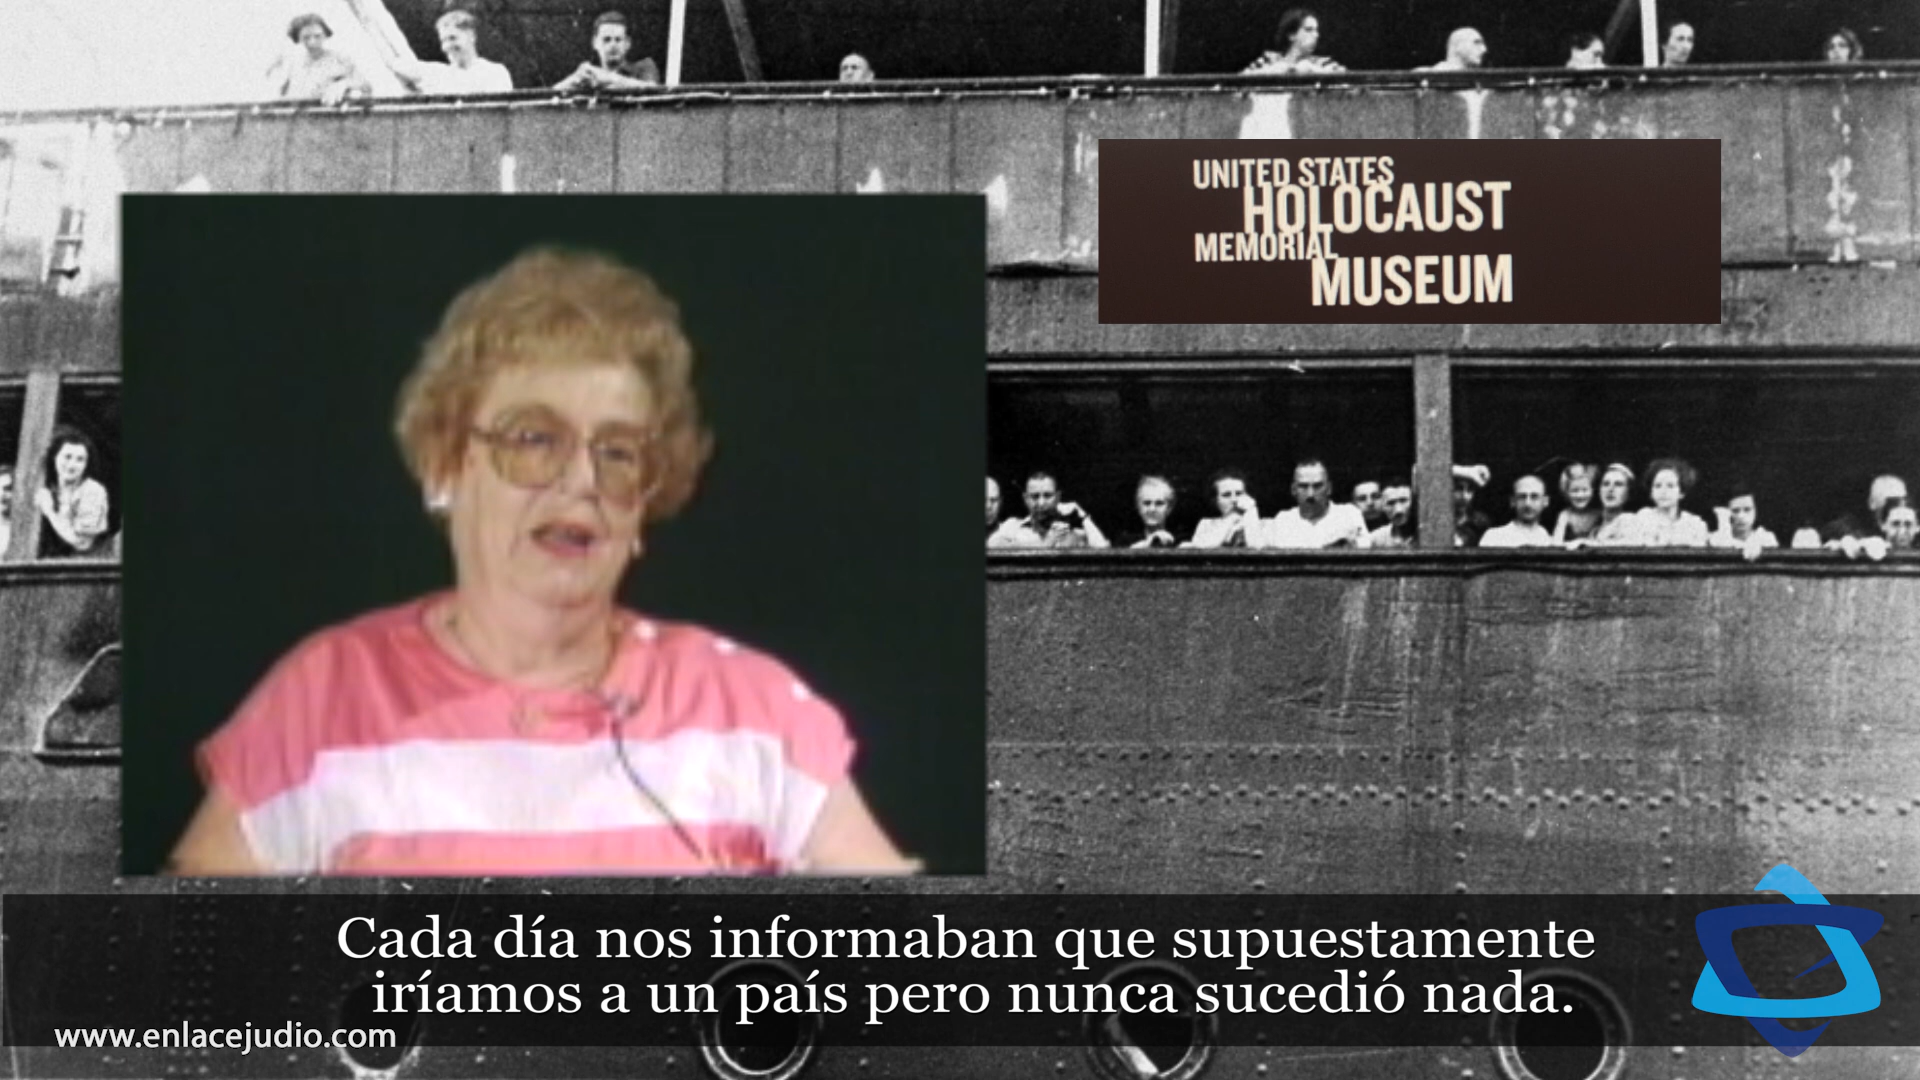 UNITED STATES
HOLOCAUST
MEMORIAL
MUSEUM
Cada día nos informaban que supuestamente
iríamos a un país pero nunca sucedió nada.
www.enlacejudio.com